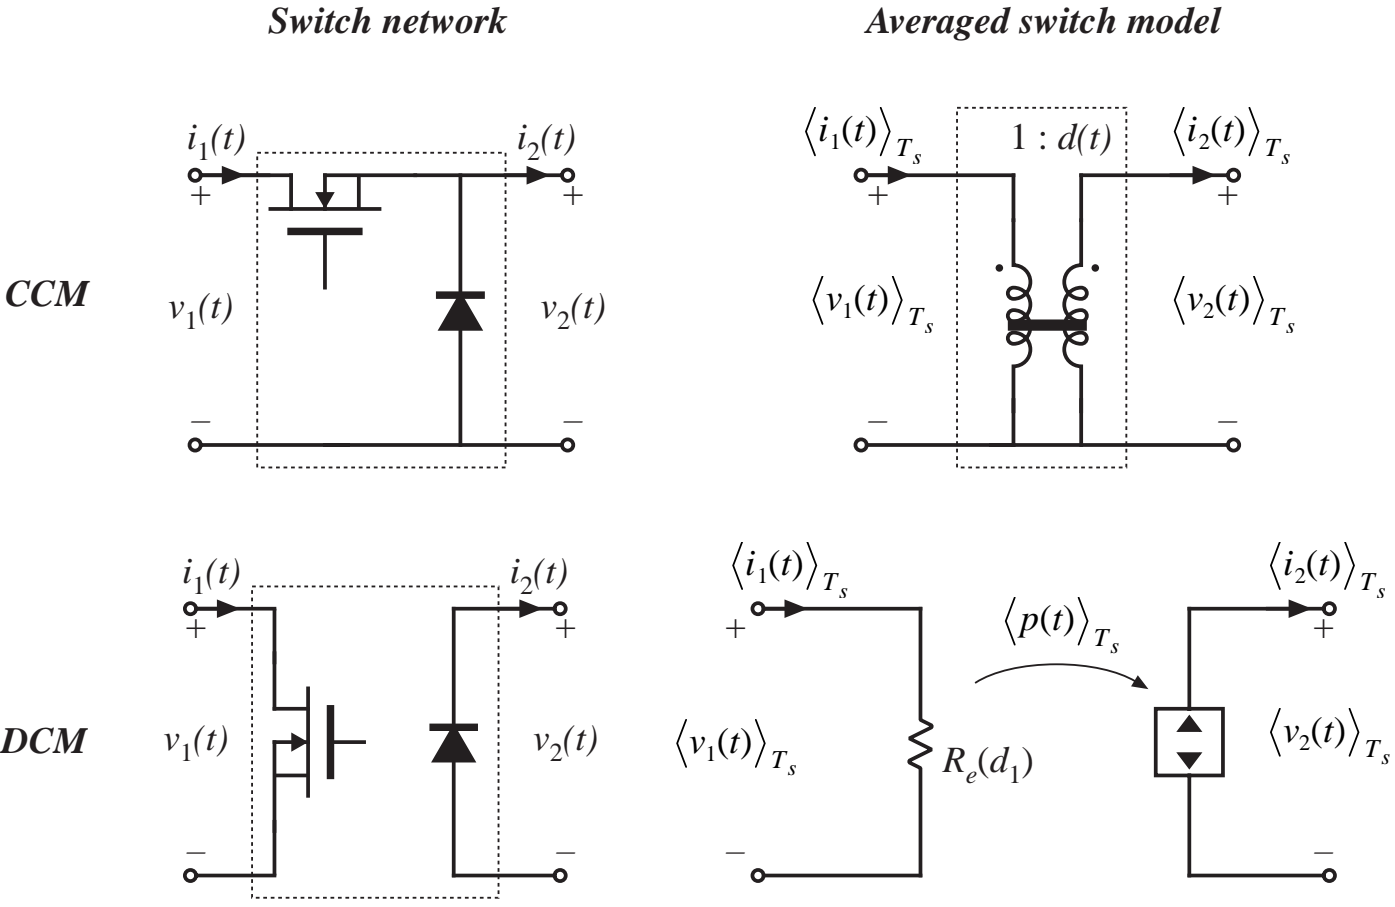 Switch network Averaged switch model
i₁(t) i₂(t) ⟨i₁(t)⟩Tₛ 1 : d(t) ⟨i₂(t)⟩Tₛ
+ + + +
CCM v₁(t) v₂(t) ⟨v₁(t)⟩Tₛ ⟨v₂(t)⟩Tₛ
– – – –
i₁(t) i₂(t) ⟨i₁(t)⟩Tₛ ⟨p(t)⟩Tₛ ⟨i₂(t)⟩Tₛ
+ + + +
DCM v₁(t) v₂(t) ⟨v₁(t)⟩Tₛ Rₑ(d₁) ⟨v₂(t)⟩Tₛ
– – – –